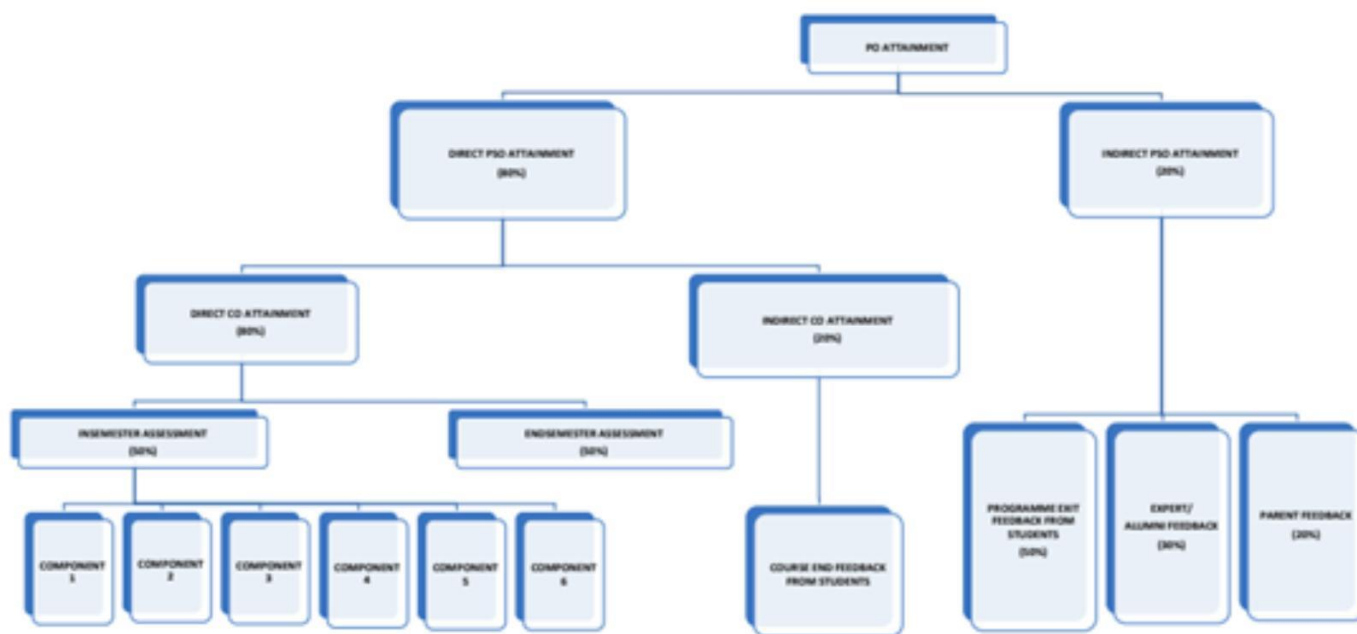 PO ATTAINMENT
DIRECT PSO ATTAINMENT
(80%)
INDIRECT PSO ATTAINMENT
(20%)
DIRECT CO ATTAINMENT
(80%)
INDIRECT CO ATTAINMENT
(20%)
INSEMESTER ASSESSMENT
(50%)
ENDSEMESTER ASSESSMENT
(50%)
COMPONENT
1
COMPONENT
2
COMPONENT
3
COMPONENT
4
COMPONENT
5
COMPONENT
6
COURSE END FEEDBACK
FROM STUDENTS
PROGRAMME EXIT
FEEDBACK FROM
STUDENTS
(50%)
EXPERT/
ALUMNI FEEDBACK
(30%)
PARENT FEEDBACK
(20%)